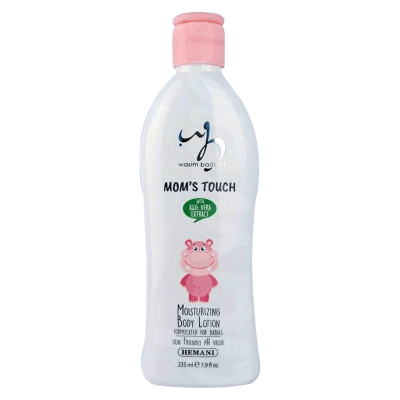 wasim badami
MOM'S TOUCH
WITH
ALOE VERA
EXTRACT
MOISTURIZING
BODY LOTION
FORMULATED FOR BABIES
SKIN FRIENDLY pH VALUE
HEMANI
235 ml e 7.9 fl oz